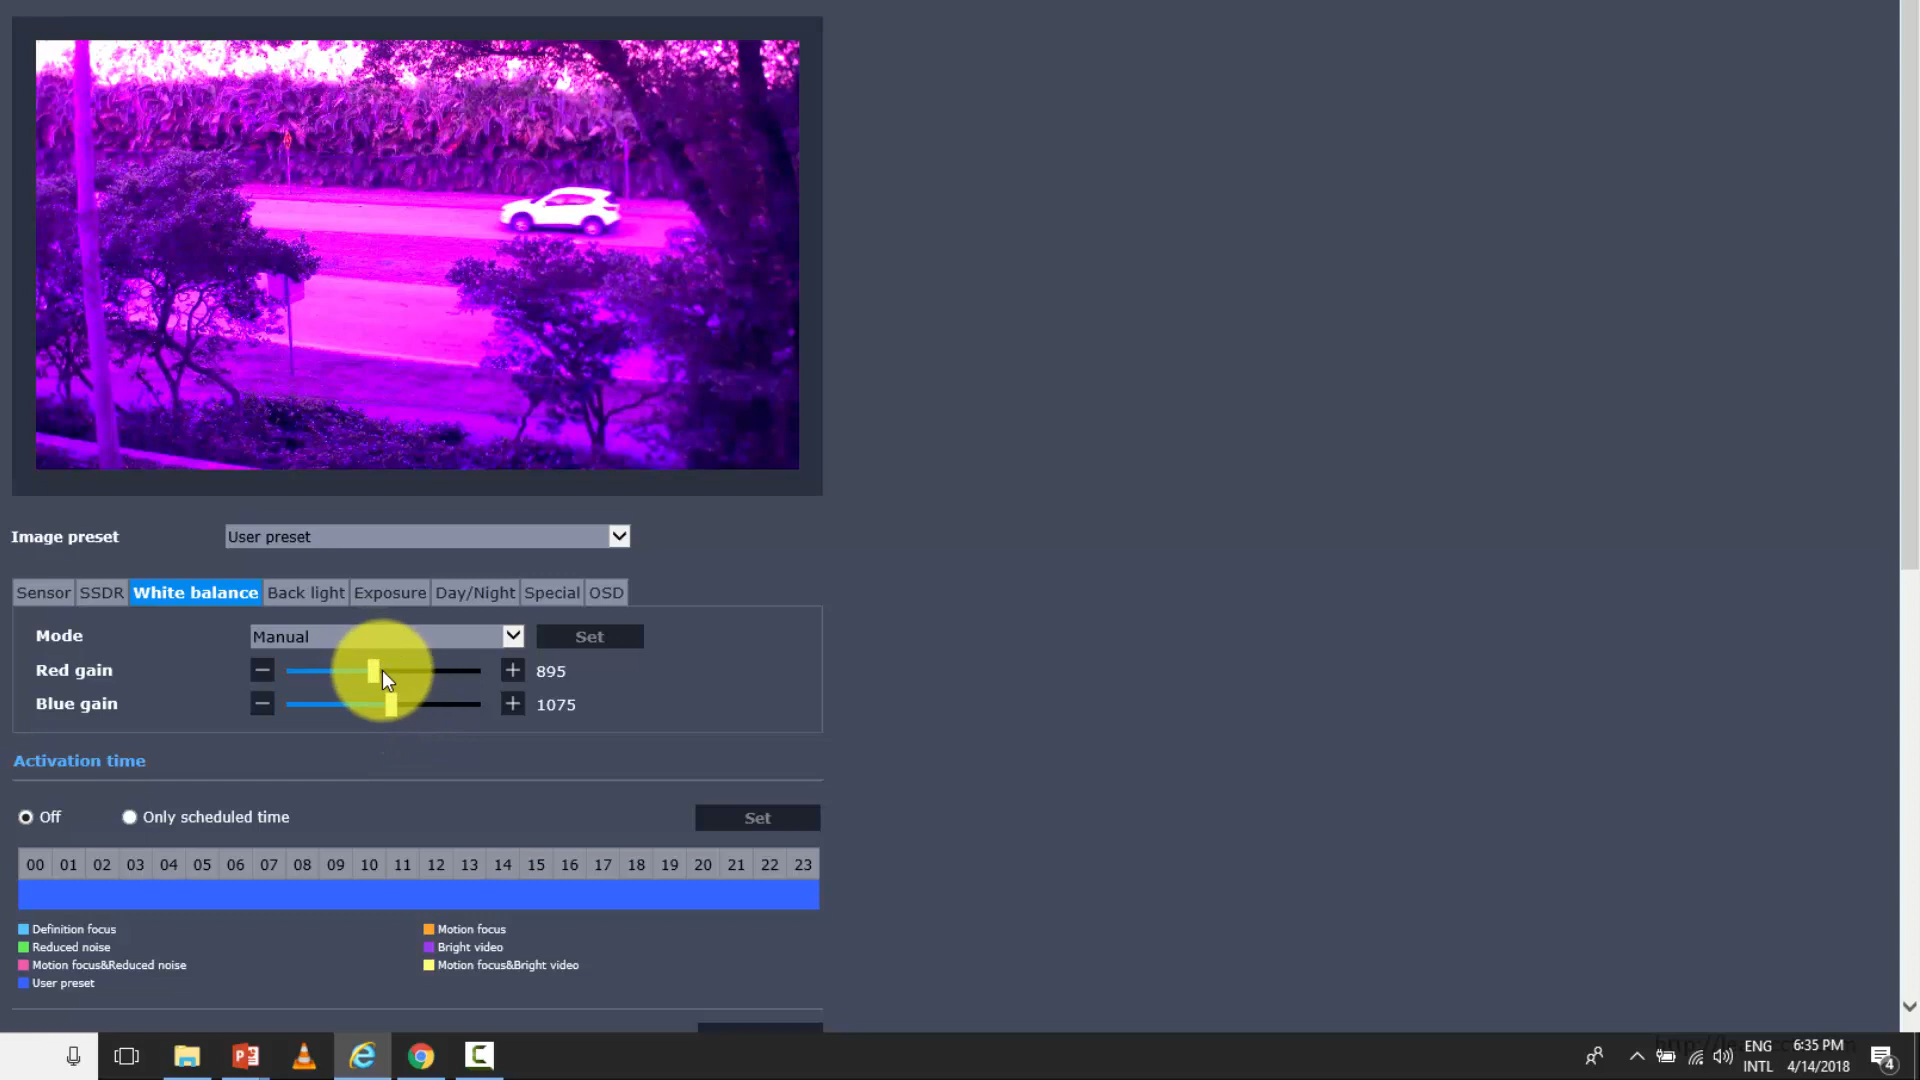 Image preset User preset
Sensor SSDR White balance Back light Exposure Day/Night Special OSD
Mode Manual Set
Red gain 895
Blue gain 1075
Activation time
Off Only scheduled time Set
00 01 02 03 04 05 06 07 08 09 10 11 12 13 14 15 16 17 18 19 20 21 22 23
Definition focus Motion focus
Reduced noise Bright video
Motion focus&Reduced noise Motion focus&Bright video
User preset
ENG 6:35 PM
INTL 4/14/2018 4